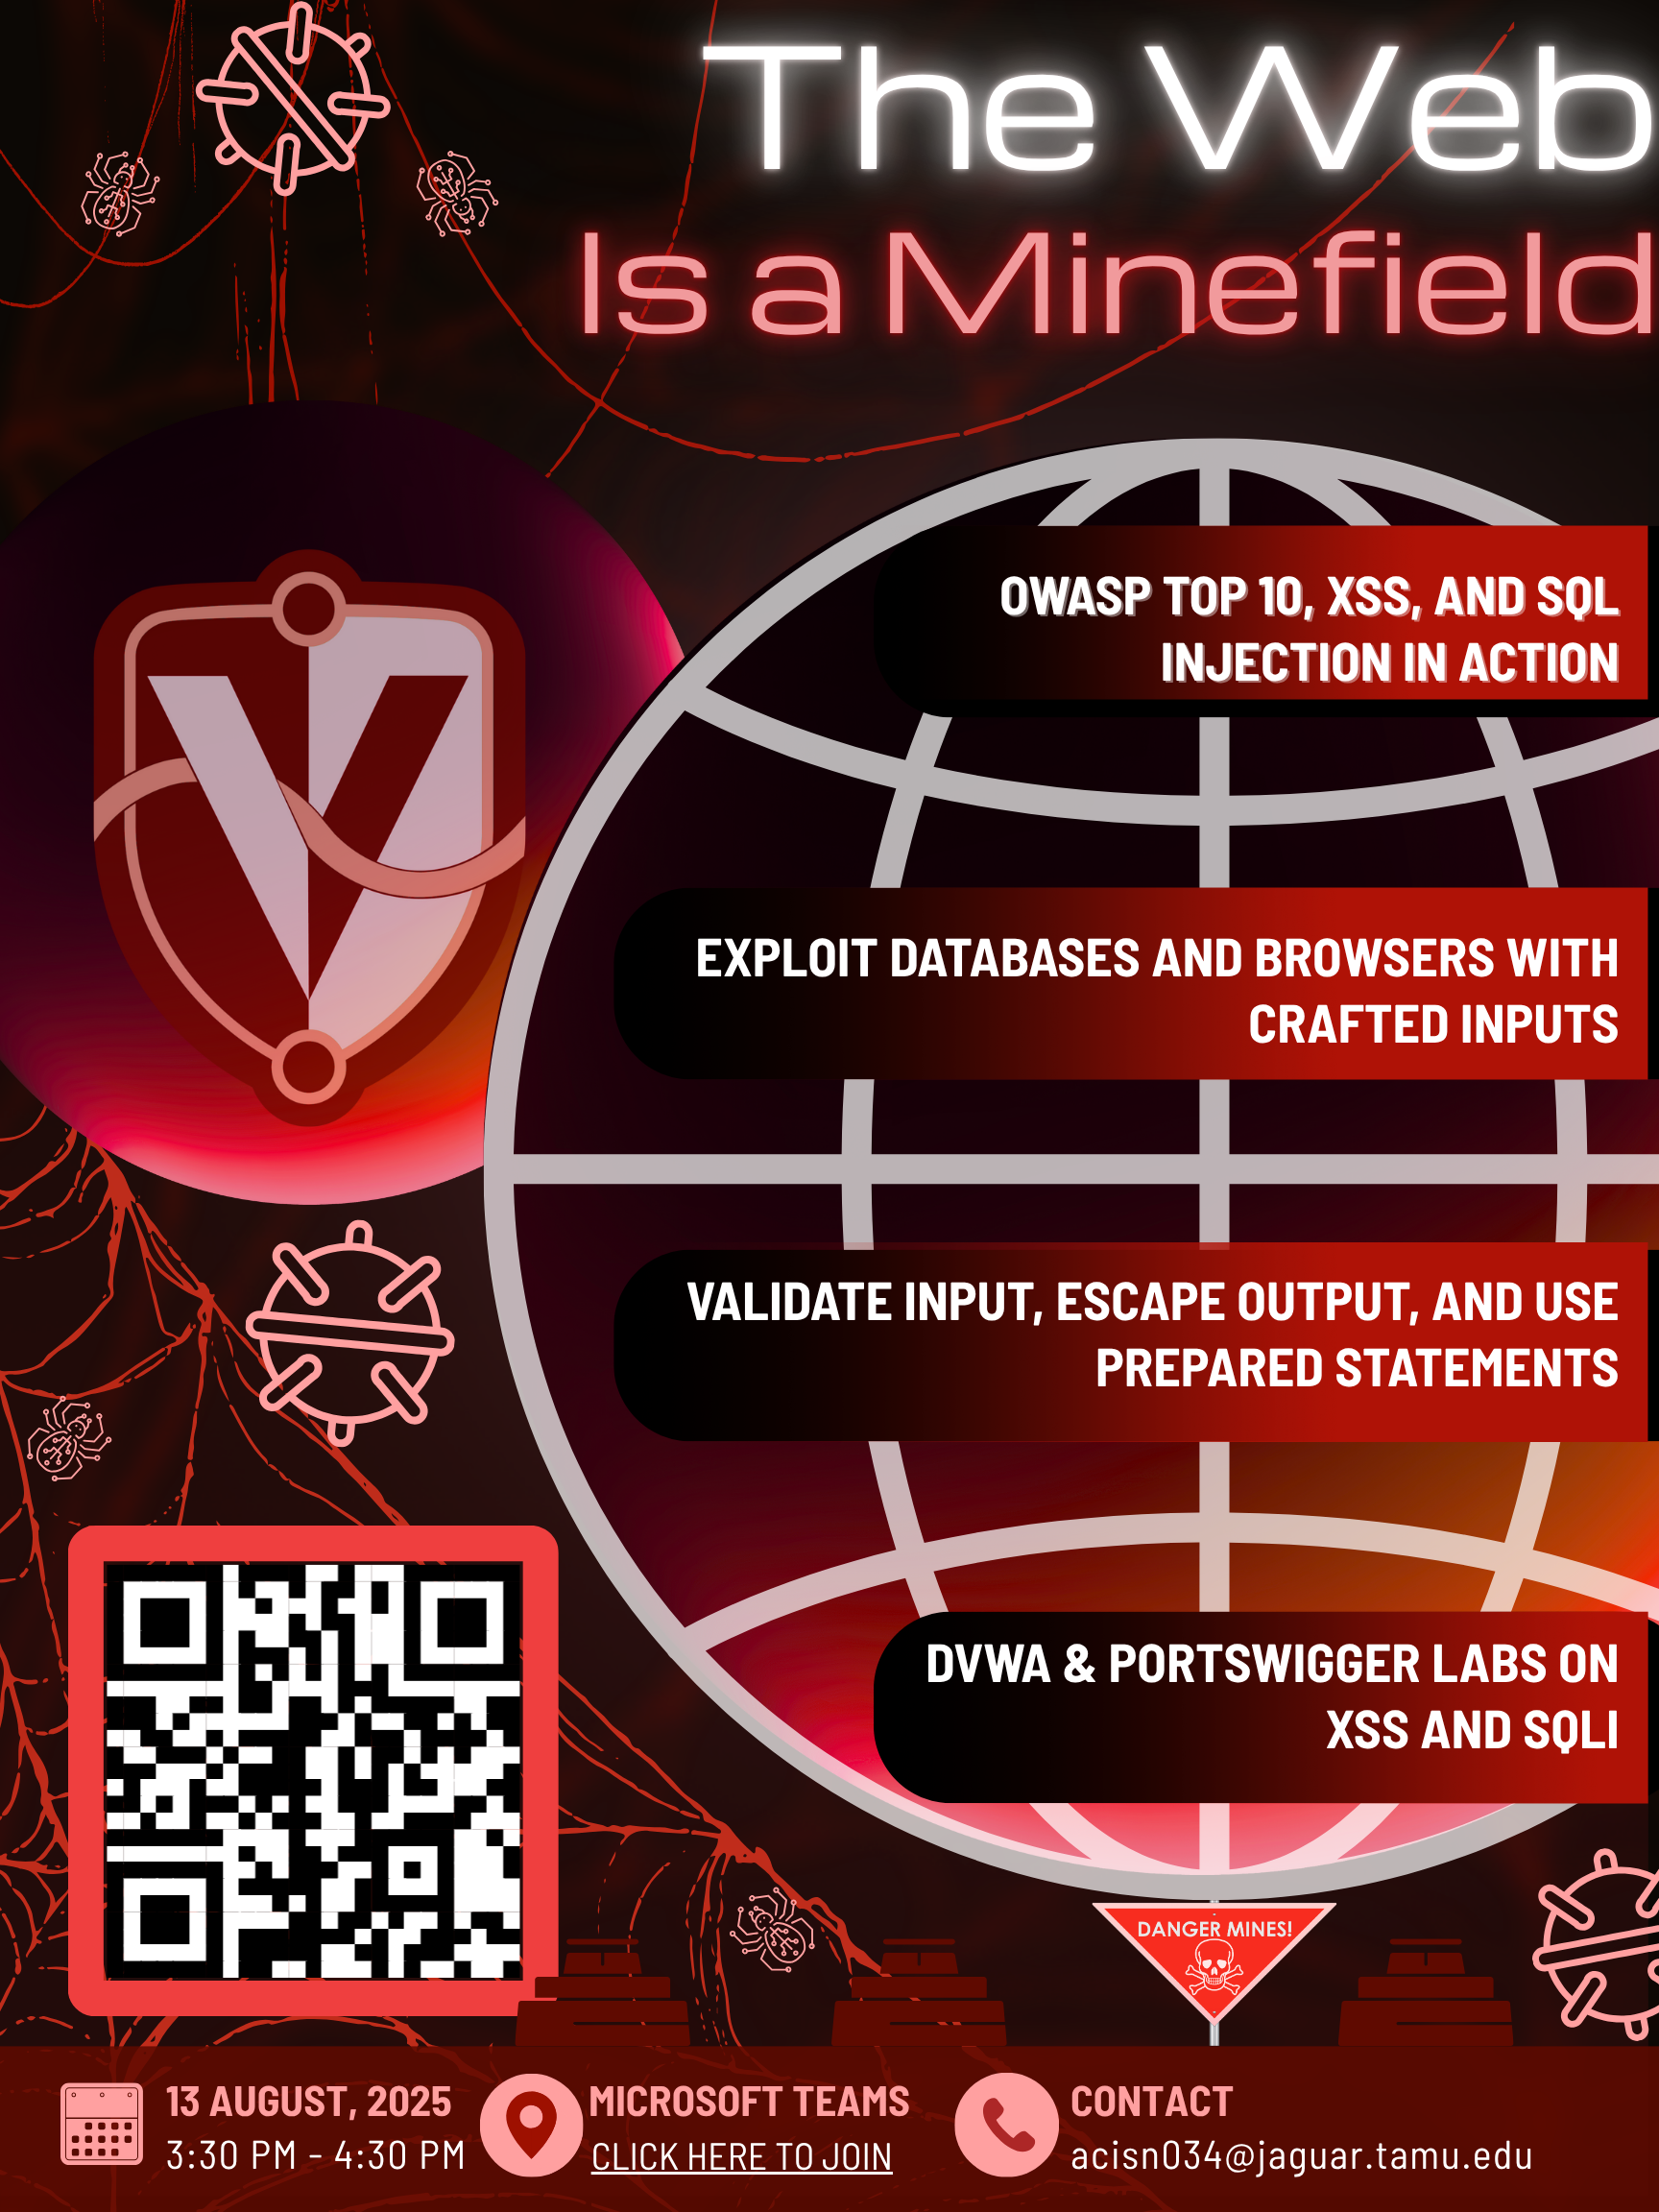 The Web
Is a Minefield
OWASP TOP 10, XSS, AND SQL
INJECTION IN ACTION
EXPLOIT DATABASES AND BROWSERS WITH
CRAFTED INPUTS
VALIDATE INPUT, ESCAPE OUTPUT, AND USE
PREPARED STATEMENTS
DVWA & PORTSWIGGER LABS ON
XSS AND SQLI
DANGER MINES!
13 AUGUST, 2025
3:30 PM - 4:30 PM
MICROSOFT TEAMS
CLICK HERE TO JOIN
CONTACT
acisn034@jaguar.tamu.edu